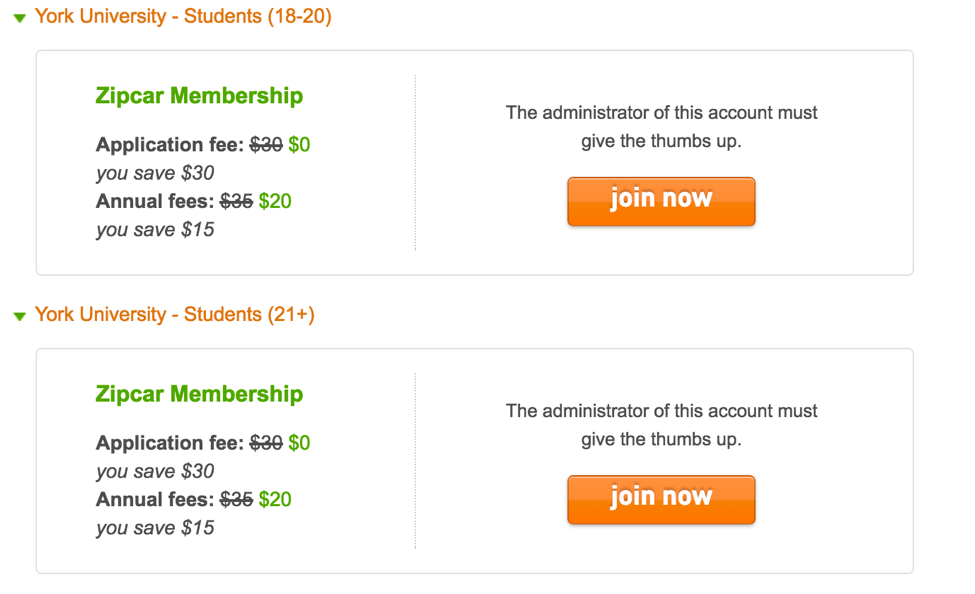 York University - Students (18-20)
Zipcar Membership
Application fee: $30 $0
you save $30
Annual fees: $35 $20
you save $15
The administrator of this account must
give the thumbs up.
join now
York University - Students (21+)
Zipcar Membership
Application fee: $30 $0
you save $30
Annual fees: $35 $20
you save $15
The administrator of this account must
give the thumbs up.
join now